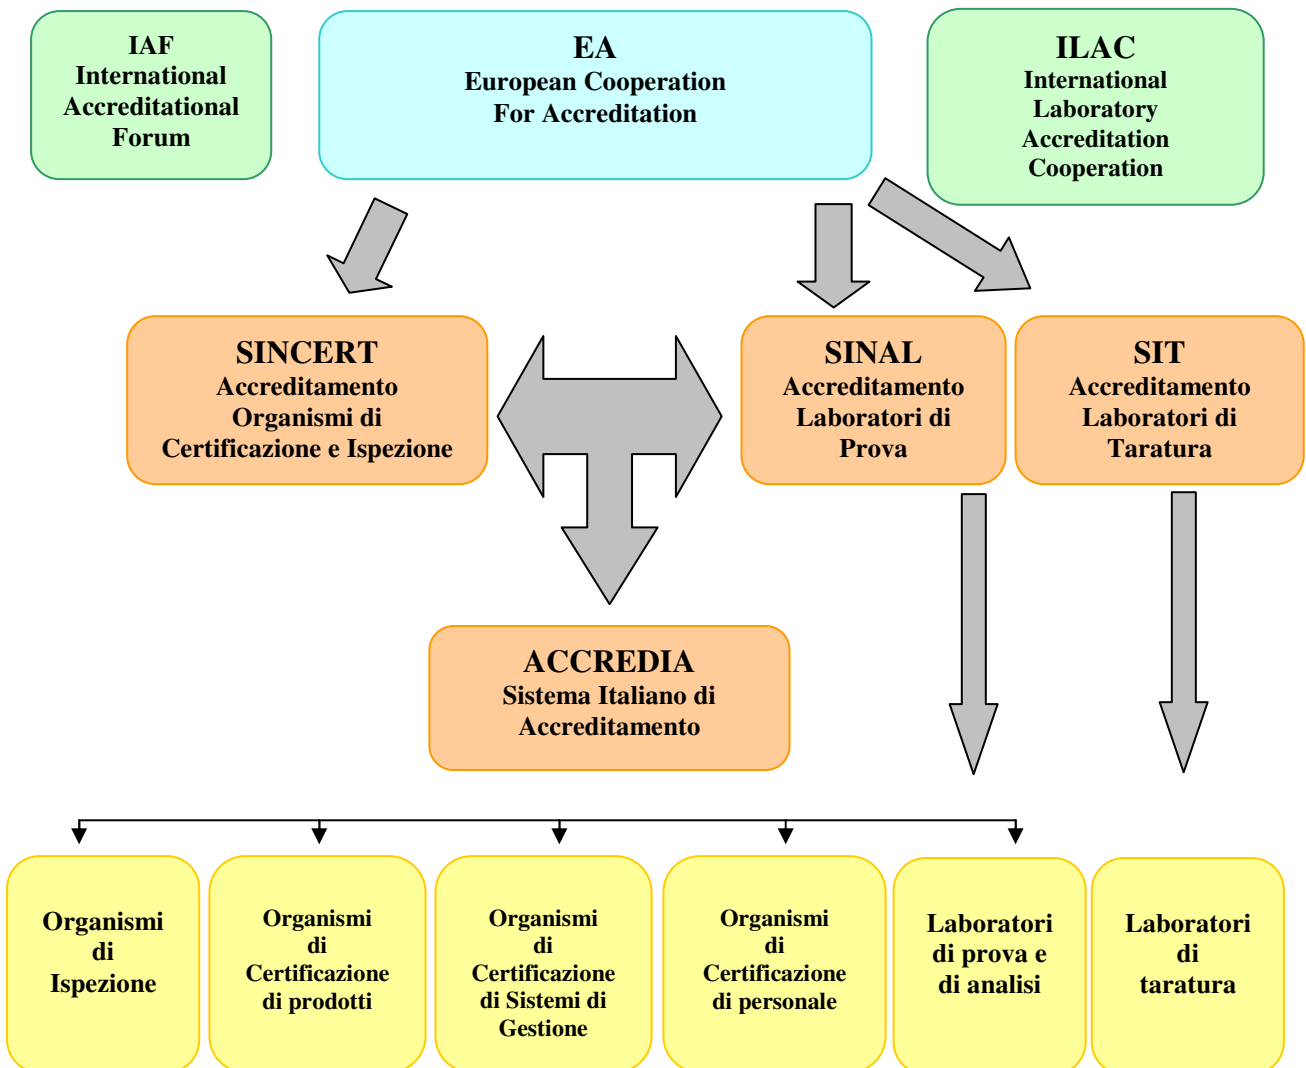 IAF
International
Accreditational
Forum
EA
European Cooperation
For Accreditation
ILAC
International
Laboratory
Accreditation
Cooperation
SINCERT
Accreditamento
Organismi di
Certificazione e Ispezione
SINAL
Accreditamento
Laboratori di
Prova
SIT
Accreditamento
Laboratori di
Taratura
ACCREDIA
Sistema Italiano di
Accreditamento
Organismi
di
Ispezione
Organismi
di
Certificazione
di prodotti
Organismi
di
Certificazione
di Sistemi di
Gestione
Organismi
di
Certificazione
di personale
Laboratori
di prova e
di analisi
Laboratori
di
taratura